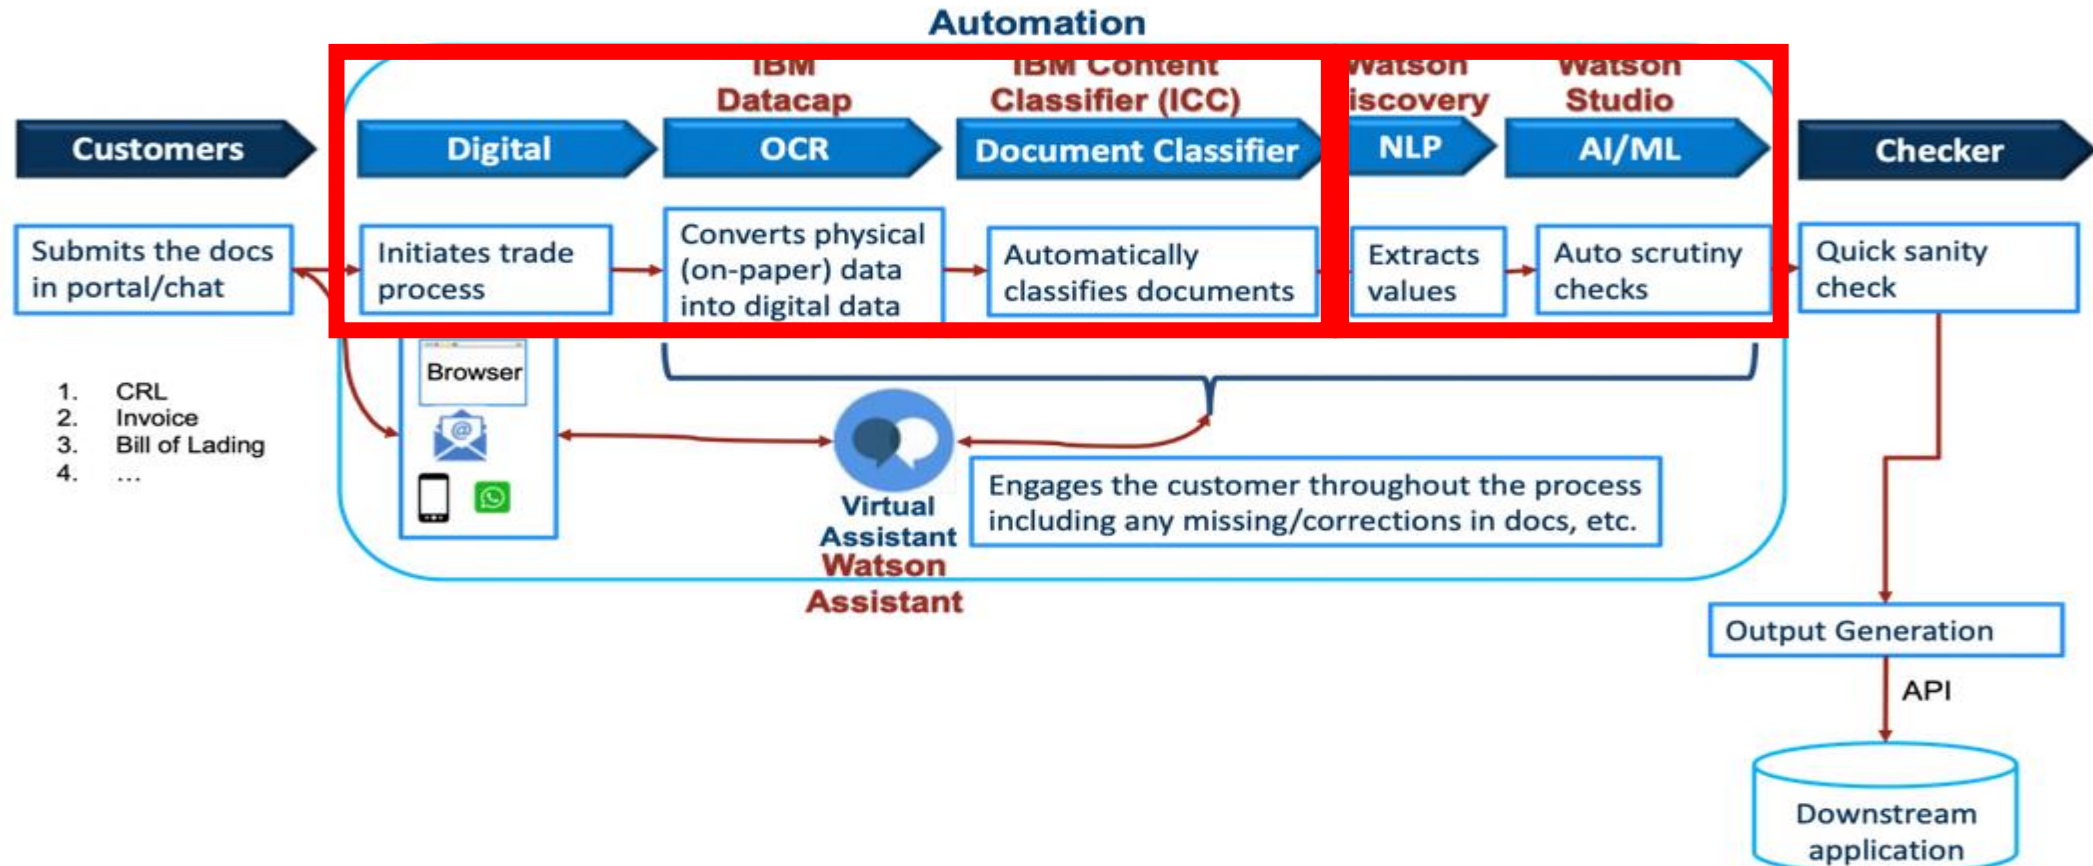 Automation
IBM
Datacap
IBM Content
Classifier (ICC)
Watson
iscovery
Watson
Studio
Customers
Digital
OCR
Document Classifier
NLP
AI/ML
Checker
Submits the docs
in portal/chat
Initiates trade
process
Converts physical
(on-paper) data
into digital data
Automatically
classifies documents
Extracts
values
Auto scrutiny
checks
Quick sanity
check
1. CRL
2. Invoice
3. Bill of Lading
4. ...
Browser
@
Virtual
Assistant
Watson
Assistant
Engages the customer throughout the process
including any missing/corrections in docs, etc.
Output Generation
API
Downstream
application